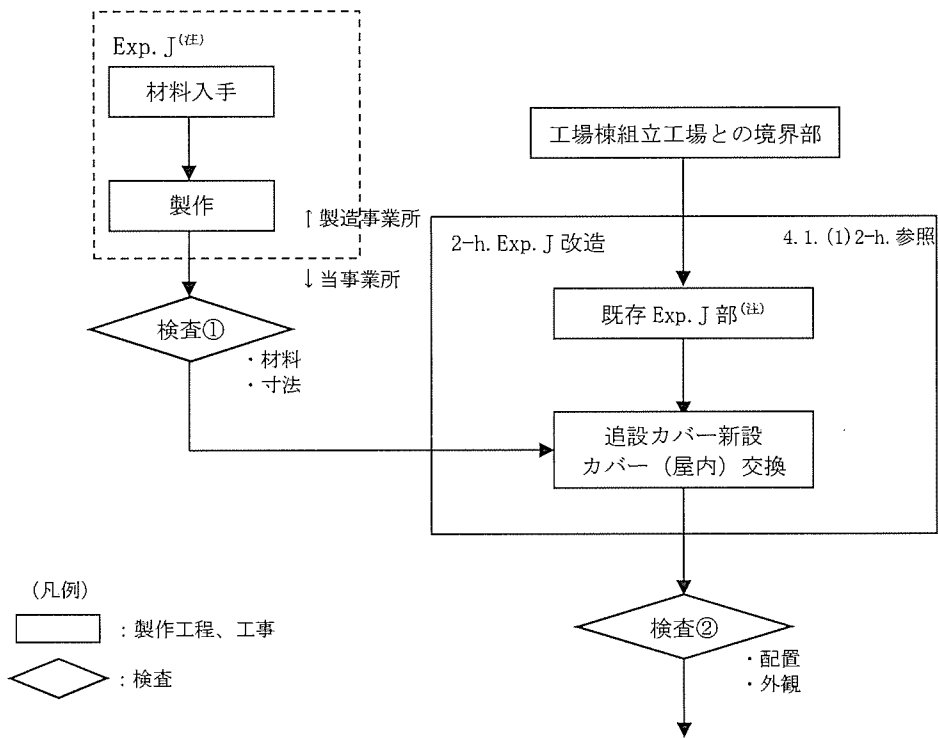 Exp. J(注)
材料入手
製作
↑製造事業所
↓当事業所
検査①
・材料
・寸法
工場棟組立工場との境界部
2-h. Exp. J 改造
4.1.(1)2-h.参照
既存 Exp. J 部(注)
追設カバー新設
カバー（屋内）交換
検査②
・配置
・外観
(凡例)
：製作工程、工事
：検査